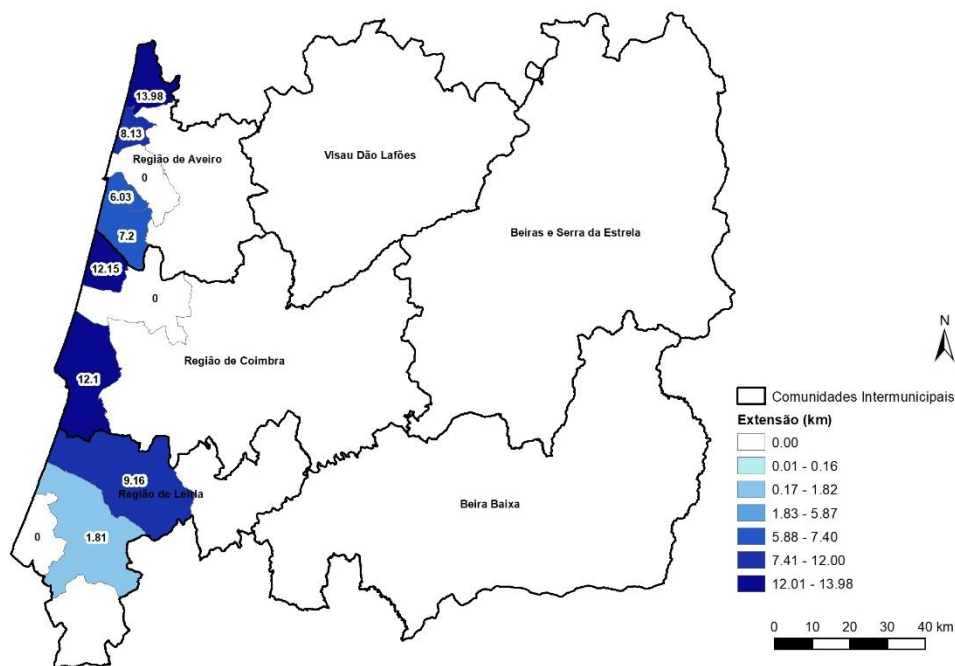 13.98
8.13
Região de Aveiro
Visau Dão Lafões
0
6.03
7.2
Beiras e Serra da Estrela
12.15
0
Região de Coimbra
12.1
9.16
Região de Leiria
Beira Baixa
0
1.81
N
Comunidades Intermunicipais
Extensão (km)
0.00
0.01 - 0.16
0.17 - 1.82
1.83 - 5.87
5.88 - 7.40
7.41 - 12.00
12.01 - 13.98
0 10 20 30 40 km